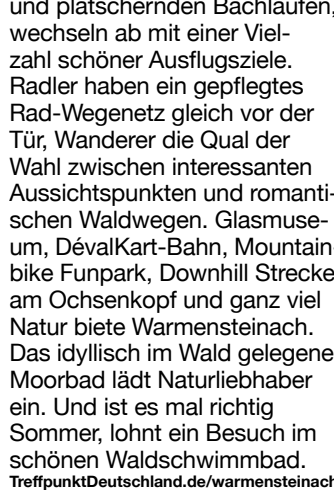 und plätschernden Bachläufen,
wechseln ab mit einer Viel-
zahl schöner Ausflugsziele.
Radler haben ein gepflegtes
Rad-Wegenetz gleich vor der
Tür, Wanderer die Qual der
Wahl zwischen interessanten
Aussichtspunkten und romanti-
schen Waldwegen. Glasmuse-
um, DévalKart-Bahn, Mountain-
bike Funpark, Downhill Strecke
am Ochsenkopf und ganz viel
Natur biete Warmensteinach.
Das idyllisch im Wald gelegene
Moorbad lädt Naturliebhaber
ein. Und ist es mal richtig
Sommer, lohnt ein Besuch im
schönen Waldschwimmbad.
TreffpunktDeutschland.de/warmensteinach